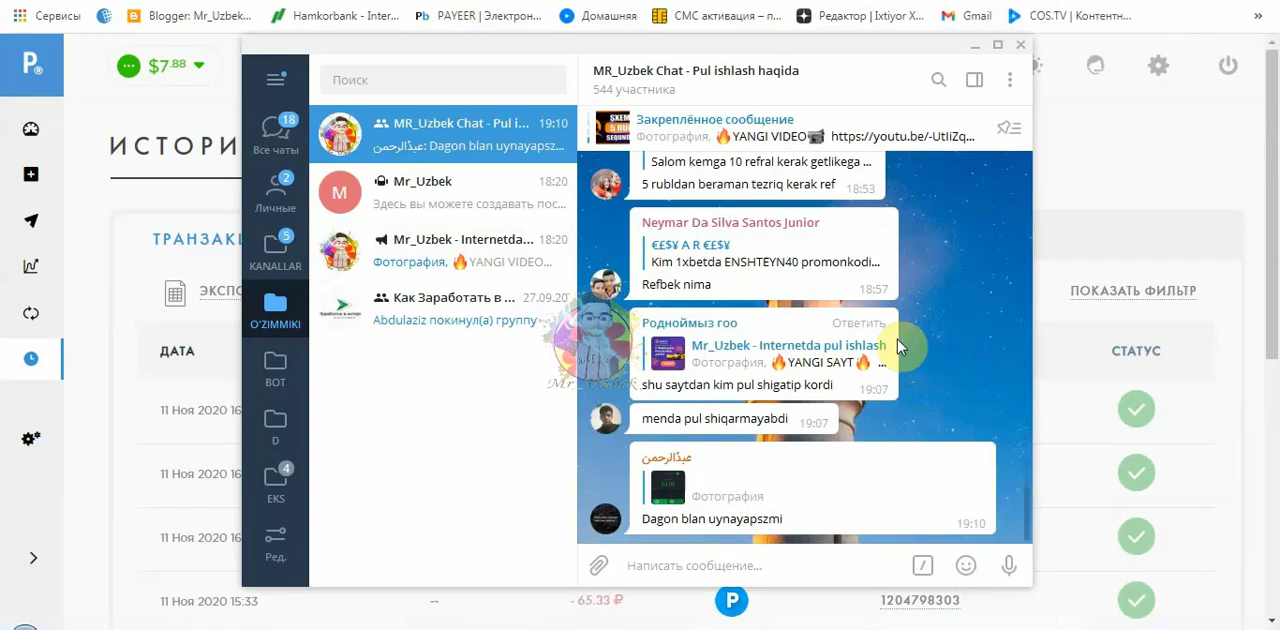 Сервисы
Blogger: Mr_Uzbek...
Hamkorbank - Inter...
PAYEER | Электрон...
Домашняя
СМС активация – п...
Редактор | Ixtiyor X...
Gmail
COS.TV | Контентн...
»
P®
$7.88
ИСТОРИ
ТРАНЗАК
ЭКСПО
ПОКАЗАТЬ ФИЛЬТР
ДАТА
СТАТУС
11 Ноя 2020 16
11 Ноя 2020 16
11 Ноя 2020 16
11 Ноя 2020 15:33
--
- 65.33 ₽
P
1204798303
18
Все чаты
2
Личные
5
KANALLAR
O'ZIMMIKI
BOT
D
4
EKS
Ред.
Поиск
MR_Uzbek Chat - Pul i... 19:10
عبدُالرحمن: Dagon blan uynayapsz...
M
Mr_Uzbek 18:20
Здесь вы можете создавать пос...
Mr_Uzbek - Internetda... 18:20
Фотография, 🔥YANGI VIDEO...
Как Заработать в ... 27.09.20
Abdulaziz покинул(а) группу
MR_Uzbek Chat - Pul ishlash haqida
544 участника
Закреплённое сообщение
Фотография, 🔥YANGI VIDEO📹 https://youtu.be/-UtIiZq...
Salom kemga 10 refral kerak getlikega ...
5 rubldan beraman tezriq kerak ref 18:53
Neymar Da Silva Santos Junior
€£$¥ A R €£$¥
Kim 1xbetda ENSHTEYN40 promonkodi...
Refbek nima 18:57
Родноймыз гоо Ответить
Mr_Uzbek - Internetda pul ishlash
Фотография, 🔥YANGI SAYT🔥 ...
shu saytdan kim pul shigatip kordi 19:07
menda pul shiqarmayabdi 19:07
عبدُالرحمن
Фотография
Dagon blan uynayapszmi 19:10
Написать сообщение...
Mr_Uzbek